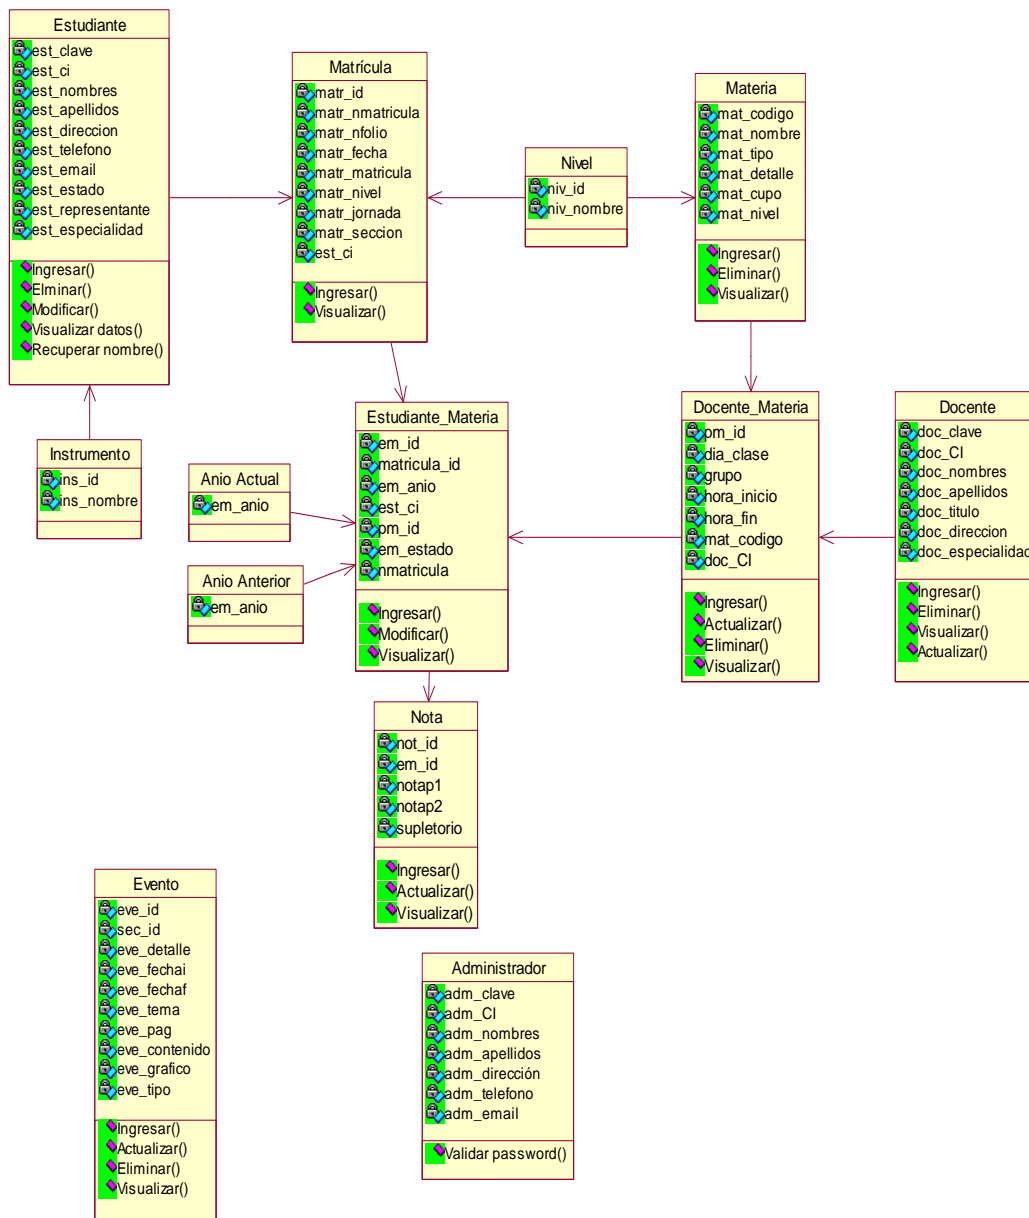 Estudiante
est_clave
est_ci
est_nombres
est_apellidos
est_direccion
est_telefono
est_email
est_estado
est_representante
est_especialidad
Ingresar()
Elminar()
Modificar()
Visualizar datos()
Recuperar nombre()
Matrícula
matr_id
matr_nmatricula
matr_nfolio
matr_fecha
matr_matricula
matr_nivel
matr_jornada
matr_seccion
est_ci
Ingresar()
Visualizar()
Nivel
niv_id
niv_nombre
Materia
mat_codigo
mat_nombre
mat_tipo
mat_detalle
mat_cupo
mat_nivel
Ingresar()
Eliminar()
Visualizar()
Instrumento
ins_id
ins_nombre
Anio Actual
em_anio
Anio Anterior
em_anio
Estudiante_Materia
em_id
matricula_id
em_anio
est_ci
pm_id
em_estado
nmatricula
Ingresar()
Modificar()
Visualizar()
Docente_Materia
pm_id
dia_clase
grupo
hora_inicio
hora_fin
mat_codigo
doc_CI
Ingresar()
Actualizar()
Eliminar()
Visualizar()
Docente
doc_clave
doc_CI
doc_nombres
doc_apellidos
doc_titulo
doc_direccion
doc_especialidad
Ingresar()
Eliminar()
Visualizar()
Actualizar()
Nota
not_id
em_id
notap1
notap2
supletorio
Ingresar()
Actualizar()
Visualizar()
Evento
eve_id
sec_id
eve_detalle
eve_fechai
eve_fechaf
eve_tema
eve_pag
eve_contenido
eve_grafico
eve_tipo
Ingresar()
Actualizar()
Eliminar()
Visualizar()
Administrador
adm_clave
adm_CI
adm_nombres
adm_apellidos
adm_dirección
adm_telefono
adm_email
Validar password()